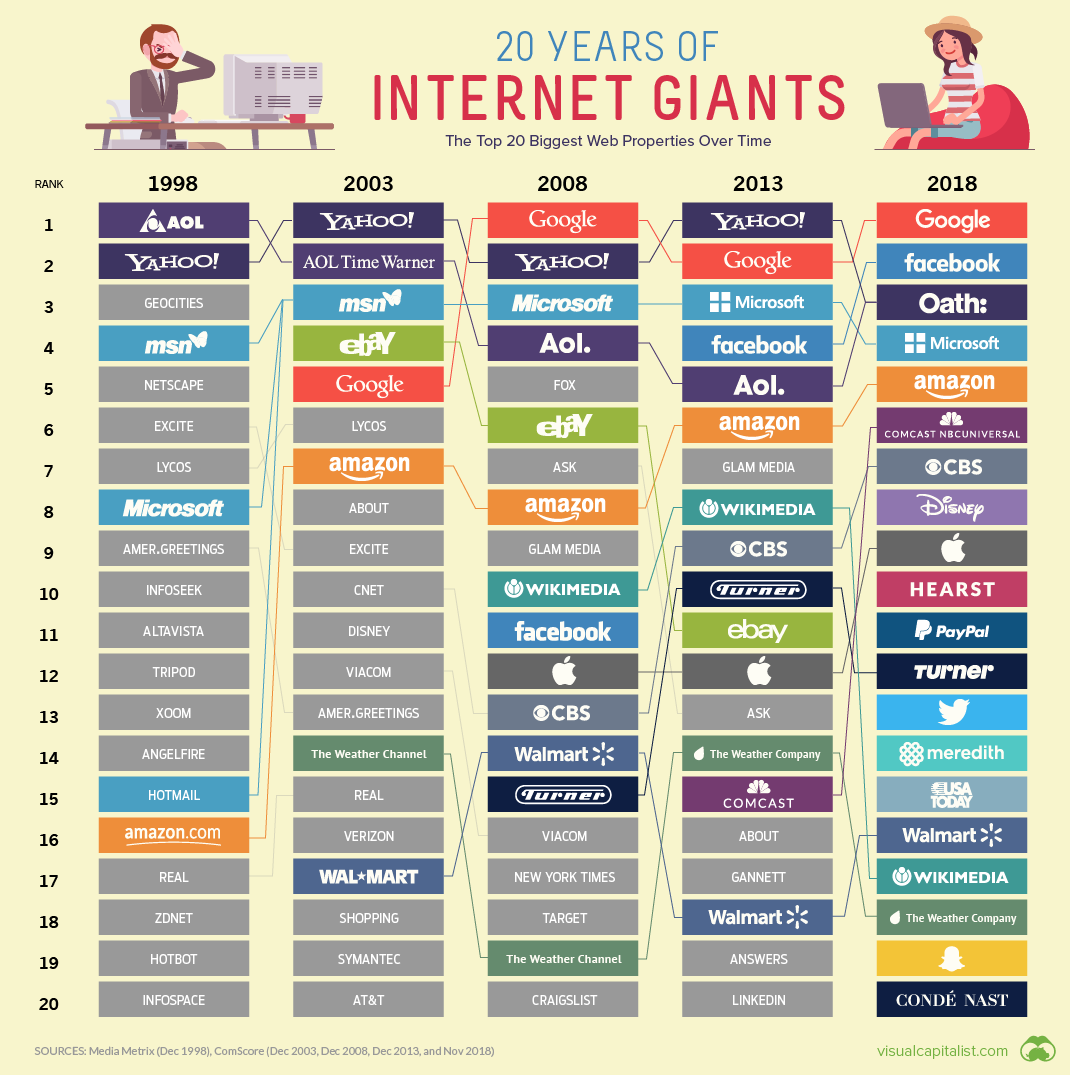 20 YEARS OF
INTERNET GIANTS
The Top 20 Biggest Web Properties Over Time
RANK 1998 2003 2008 2013 2018
1 AOL YAHOO! Google YAHOO! Google
2 YAHOO! AOL Time Warner YAHOO! Google facebook
3 GEOCITIES msn Microsoft Microsoft Oath:
4 msn ebaY Aol. facebook Microsoft
5 NETSCAPE Google FOX Aol. amazon
6 EXCITE LYCOS ebaY amazon COMCAST NBCUNIVERSAL
7 LYCOS amazon ASK GLAM MEDIA CBS
8 Microsoft ABOUT amazon WIKIMEDIA Disney
9 AMER.GREETINGS EXCITE GLAM MEDIA CBS
10 INFOSEEK CNET WIKIMEDIA Turner HEARST
11 ALTAVISTA DISNEY facebook ebay PayPal
12 TRIPOD VIACOM Turner
13 XOOM AMER.GREETINGS CBS ASK
14 ANGELFIRE The Weather Channel Walmart The Weather Company meredith
15 HOTMAIL REAL Turner COMCAST USA TODAY
16 amazon.com VERIZON VIACOM ABOUT Walmart
17 REAL WAL★MART NEW YORK TIMES GANNETT WIKIMEDIA
18 ZDNET SHOPPING TARGET Walmart The Weather Company
19 HOTBOT SYMANTEC The Weather Channel ANSWERS
20 INFOSPACE AT&T CRAIGSLIST LINKEDIN CONDÉ NAST
SOURCES: Media Metrix (Dec 1998), ComScore (Dec 2003, Dec 2008, Dec 2013, and Nov 2018)
visualcapitalist.com